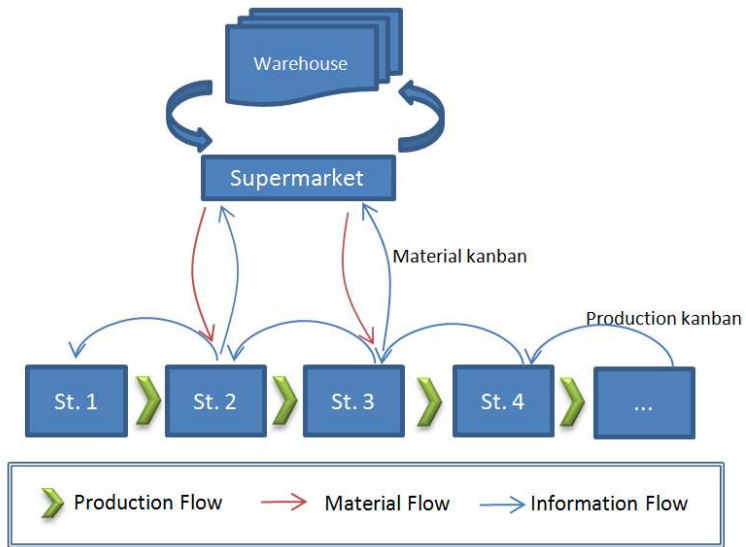 Warehouse
Supermarket
Material kanban
Production kanban
St. 1
St. 2
St. 3
St. 4
...
Production Flow
Material Flow
Information Flow